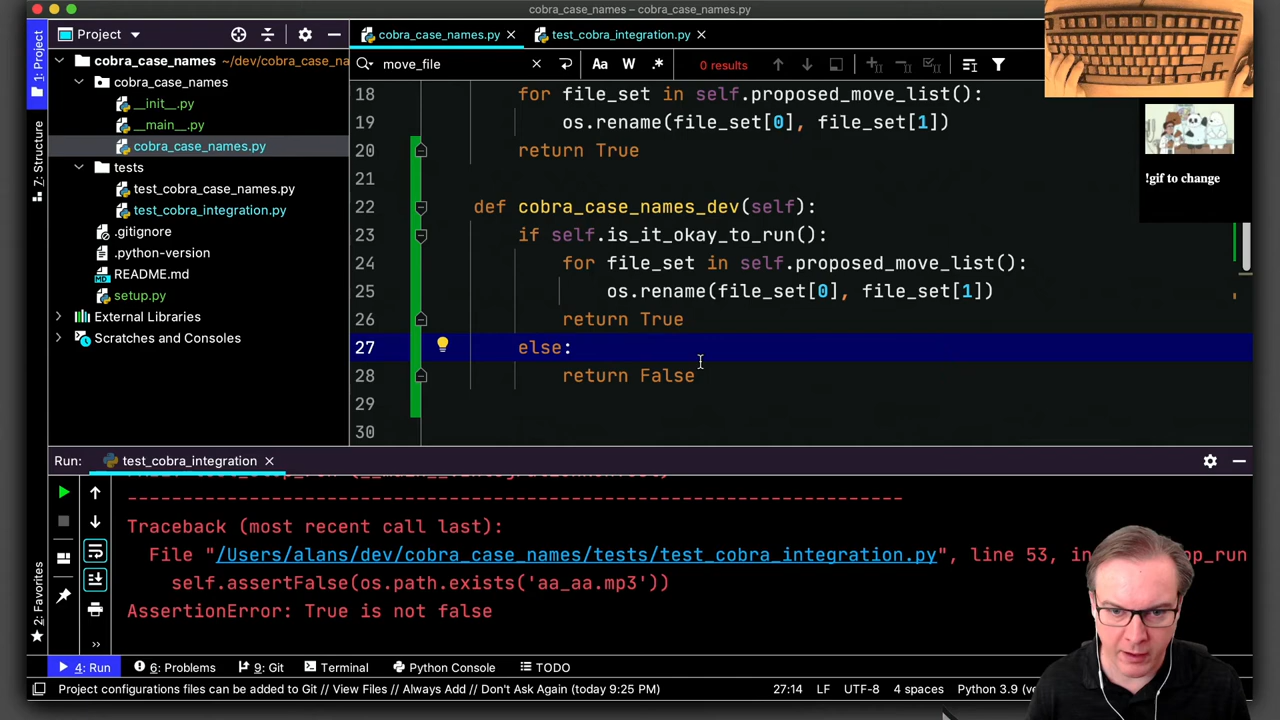 cobra_case_names – cobra_case_names.py
Project
cobra_case_names.py
test_cobra_integration.py
1: Project
7: Structure
2: Favorites
cobra_case_names ~/dev/cobra_case_na
cobra_case_names
__init__.py
__main__.py
cobra_case_names.py
tests
test_cobra_case_names.py
test_cobra_integration.py
.gitignore
.python-version
README.md
setup.py
External Libraries
Scratches and Consoles
move_file
Aa W .* 0 results
18 for file_set in self.proposed_move_list():
19 os.rename(file_set[0], file_set[1])
20 return True
21
22 def cobra_case_names_dev(self):
23 if self.is_it_okay_to_run():
24 for file_set in self.proposed_move_list():
25 os.rename(file_set[0], file_set[1])
26 return True
27 else:
28 return False
29
30
!gif to change
Run: test_cobra_integration
----------------------------------------------------------------------
Traceback (most recent call last):
File "/Users/alans/dev/cobra_case_names/tests/test_cobra_integration.py", line 53, in op_run
self.assertFalse(os.path.exists('aa_aa.mp3'))
AssertionError: True is not false
4: Run
6: Problems
9: Git
Terminal
Python Console
TODO
Project configurations files can be added to Git // View Files // Always Add // Don't Ask Again (today 9:25 PM)
27:14 LF UTF-8 4 spaces Python 3.9